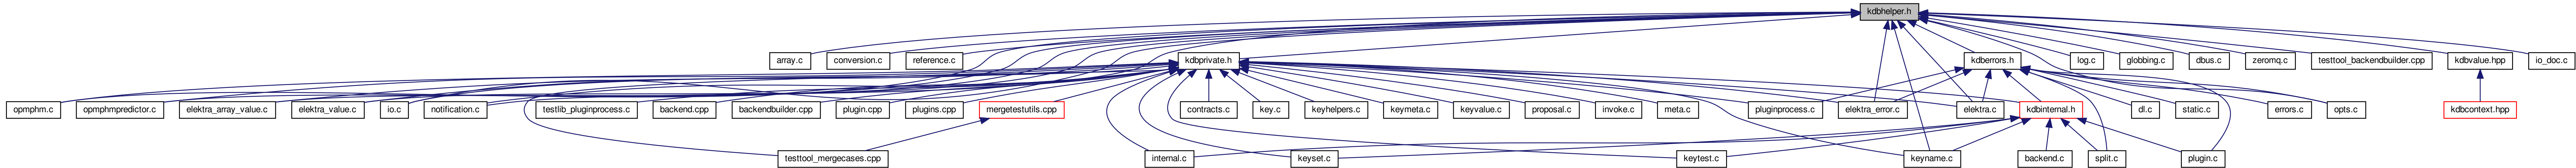 kdbhelper.h
array.c
conversion.c
reference.c
kdbprivate.h
kdberrors.h
log.c
globbing.c
dbus.c
zeromq.c
testtool_backendbuilder.cpp
kdbvalue.hpp
io_doc.c
opmphm.c
opmphmpredictor.c
elektra_array_value.c
elektra_value.c
io.c
notification.c
testlib_pluginprocess.c
backend.cpp
backendbuilder.cpp
plugin.cpp
plugins.cpp
mergetestutils.cpp
contracts.c
key.c
keyhelpers.c
keymeta.c
keyvalue.c
proposal.c
invoke.c
meta.c
pluginprocess.c
elektra_error.c
elektra.c
kdbinternal.h
dl.c
static.c
errors.c
opts.c
kdbcontext.hpp
testtool_mergecases.cpp
internal.c
keyset.c
keytest.c
keyname.c
backend.c
split.c
plugin.c